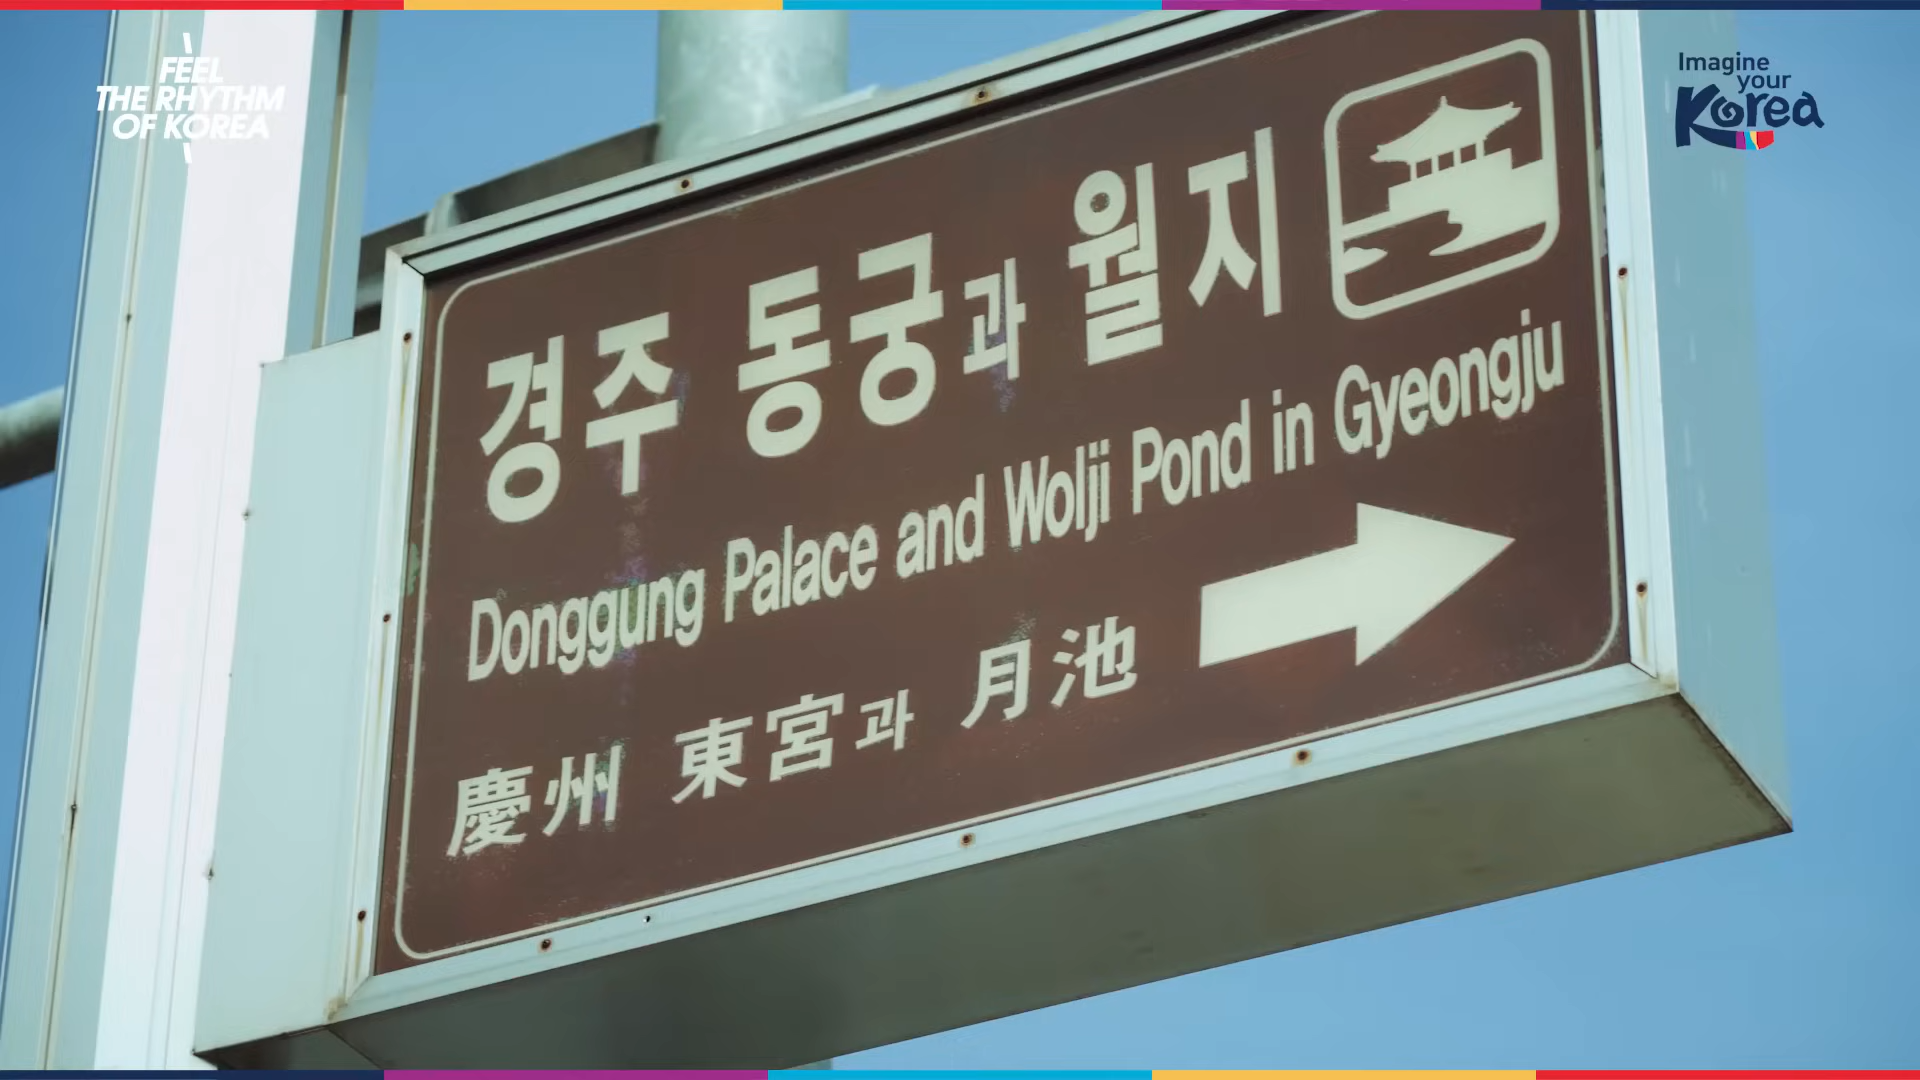 FEEL
THE RHYTHM
OF KOREA
Imagine
your
Korea
경주 동궁과 월지
Donggung Palace and Wolji Pond in Gyeongju
慶州 東宮과 月池